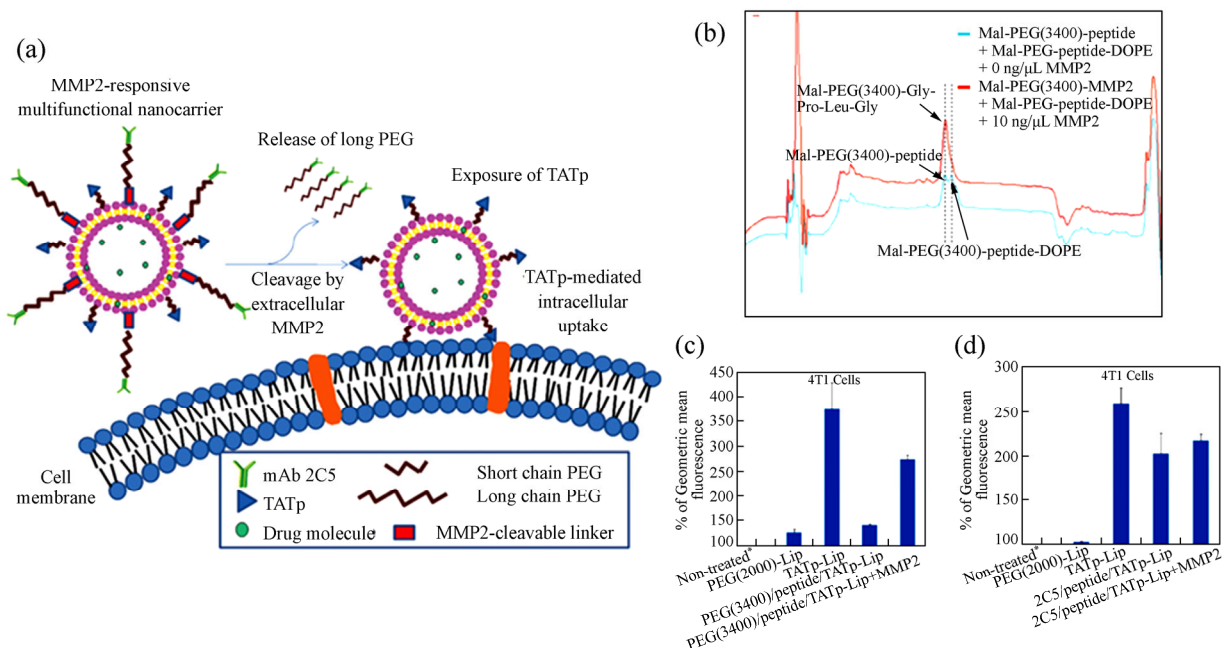 (a)
MMP2-responsive
multifunctional nanocarrier
Release of long PEG
Exposure of TATp
Cleavage by
extracellular
MMP2
TATp-mediated
intracellular
uptake
Cell
membrane
mAb 2C5
Short chain PEG
TATp
Long chain PEG
Drug molecule
MMP2-cleavable linker
(b)
Mal-PEG(3400)-peptide
+ Mal-PEG-peptide-DOPE
+ 0 ng/μL MMP2
Mal-PEG(3400)-MMP2
+ Mal-PEG-peptide-DOPE
+ 10 ng/μL MMP2
Mal-PEG(3400)-Gly-
Pro-Leu-Gly
Mal-PEG(3400)-peptide
Mal-PEG(3400)-peptide-DOPE
(c)
% of Geometric mean
fluorescence
450
400
350
300
250
200
150
100
4T1 Cells
Non-treated*
PEG(2000)-Lip
TATp-Lip
PEG(3400)/peptide/TATp-Lip
PEG(3400)/peptide/TATp-Lip+MMP2
(d)
% of Geometric mean
fluorescence
300
250
200
150
100
4T1 Cells
Non-treated*
PEG(2000)-Lip
TATp-Lip
2C5/peptide/TATp-Lip
2C5/peptide/TATp-Lip+MMP2